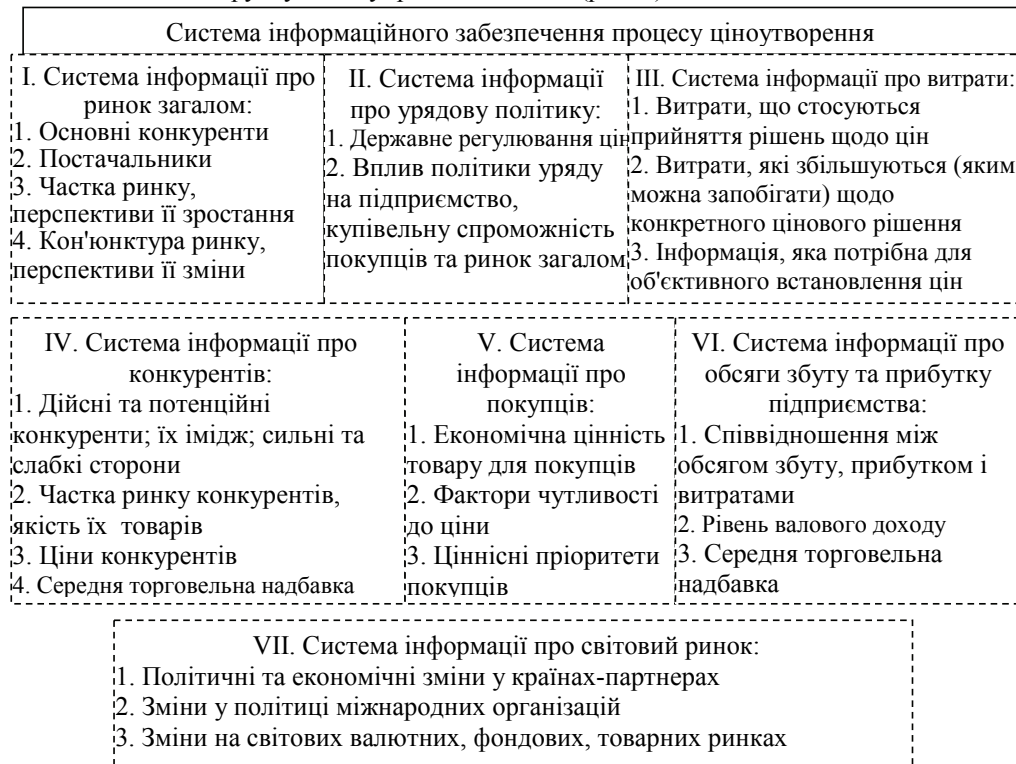 Система інформаційного забезпечення процесу ціноутворення
І. Система інформації про
ринок загалом:
1. Основні конкуренти
2. Постачальники
3. Частка ринку,
перспективи її зростання
4. Кон'юнктура ринку,
перспективи її зміни
ІІ. Система інформації
про урядову політику:
1. Державне регулювання цін
2. Вплив політики уряду
на підприємство,
купівельну спроможність
покупців та ринок загалом
ІІІ. Система інформації про витрати:
1. Витрати, що стосуються
прийняття рішень щодо цін
2. Витрати, які збільшуються (яким
можна запобігати) щодо
конкретного цінового рішення
3. Інформація, яка потрібна для
об'єктивного встановлення цін
IV. Система інформації про
конкурентів:
1. Дійсні та потенційні
конкуренти; їх імідж; сильні та
слабкі сторони
2. Частка ринку конкурентів,
якість їх товарів
3. Ціни конкурентів
4. Середня торговельна надбавка
V. Система
інформації про
покупців:
1. Економічна цінність
товару для покупців
2. Фактори чутливості
до ціни
3. Ціннісні пріоритети
покупців
VI. Система інформації про
обсяги збуту та прибутку
підприємства:
1. Співвідношення між
обсягом збуту, прибутком і
витратами
2. Рівень валового доходу
3. Середня торговельна
надбавка
VII. Система інформації про світовий ринок:
1. Політичні та економічні зміни у країнах-партнерах
2. Зміни у політиці міжнародних організацій
3. Зміни на світових валютних, фондових, товарних ринках